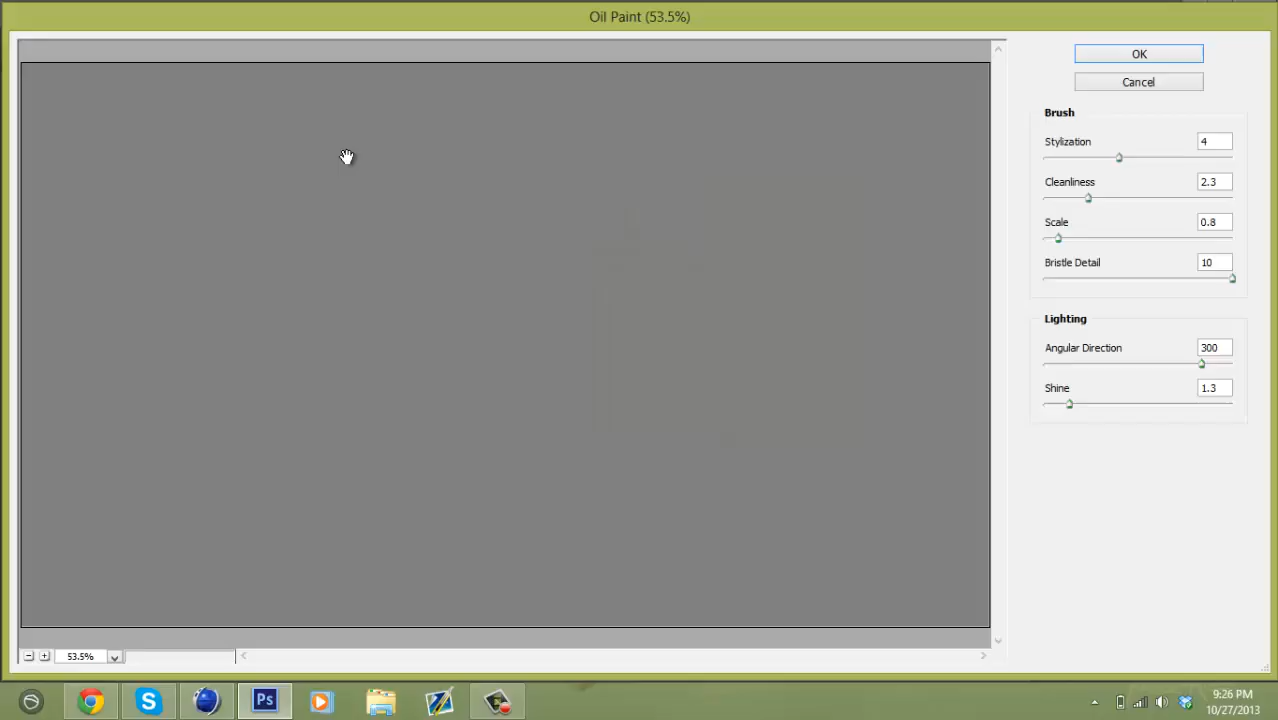 Oil Paint (53.5%)
OK
Cancel
Brush
Stylization 4
Cleanliness 2.3
Scale 0.8
Bristle Detail 10
Lighting
Angular Direction 300
Shine 1.3
53.5%
Ps
9:26 PM
10/27/2013